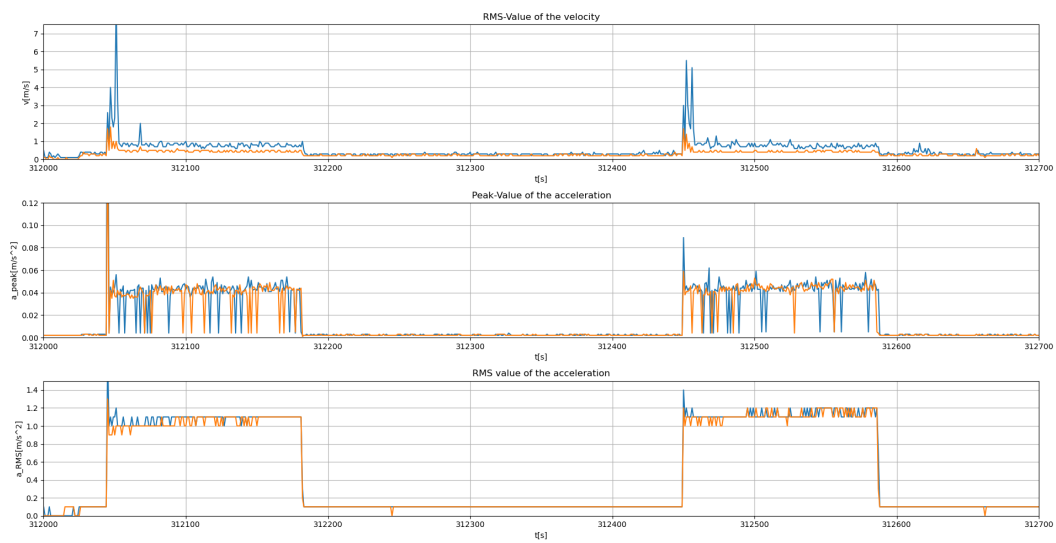 RMS-Value of the velocity
v[m/s]
7
6
5
4
3
2
1
0
312000 312100 312200 312300 312400 312500 312600 312700
t[s]
Peak-Value of the acceleration
a_peak[m/s^2]
0.12
0.10
0.08
0.06
0.04
0.02
0.00
312000 312100 312200 312300 312400 312500 312600 312700
t[s]
RMS value of the acceleration
a_RMS[m/s^2]
1.4
1.2
1.0
0.8
0.6
0.4
0.2
0.0
312000 312100 312200 312300 312400 312500 312600 312700
t[s]